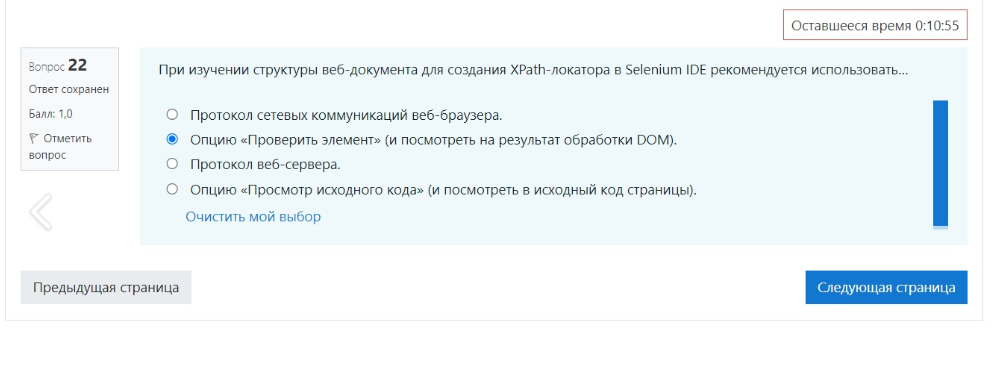 Оставшееся время 0:10:55
Вопрос 22
Ответ сохранен
Балл: 1,0
Отметить
вопрос
При изучении структуры веб-документа для создания XPath-локатора в Selenium IDE рекомендуется использовать...
Протокол сетевых коммуникаций веб-браузера.
Опцию «Проверить элемент» (и посмотреть на результат обработки DOM).
Протокол веб-сервера.
Опцию «Просмотр исходного кода» (и посмотреть в исходный код страницы).
Очистить мой выбор
Предыдущая страница
Следующая страница